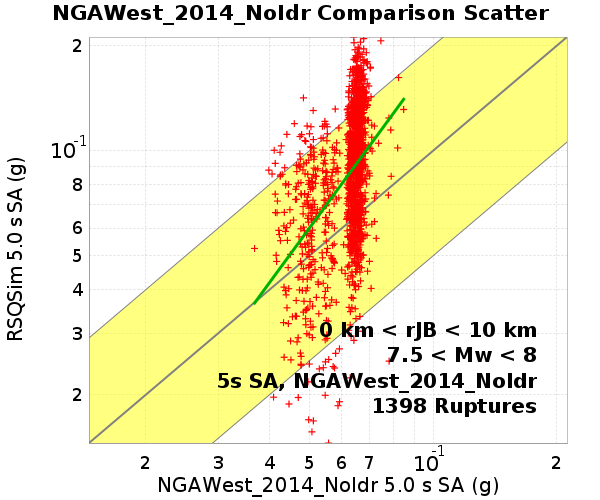 NGAWest_2014_NoIdr Comparison Scatter
RSQSim 5.0 s SA (g)
2
10-1
8
6
5
4
3
2
0 km < rJB < 10 km
7.5 < Mw < 8
5s SA, NGAWest_2014_NoIdr
1398 Ruptures
2 3 4 5 6 7 10-1 2
NGAWest_2014_NoIdr 5.0 s SA (g)